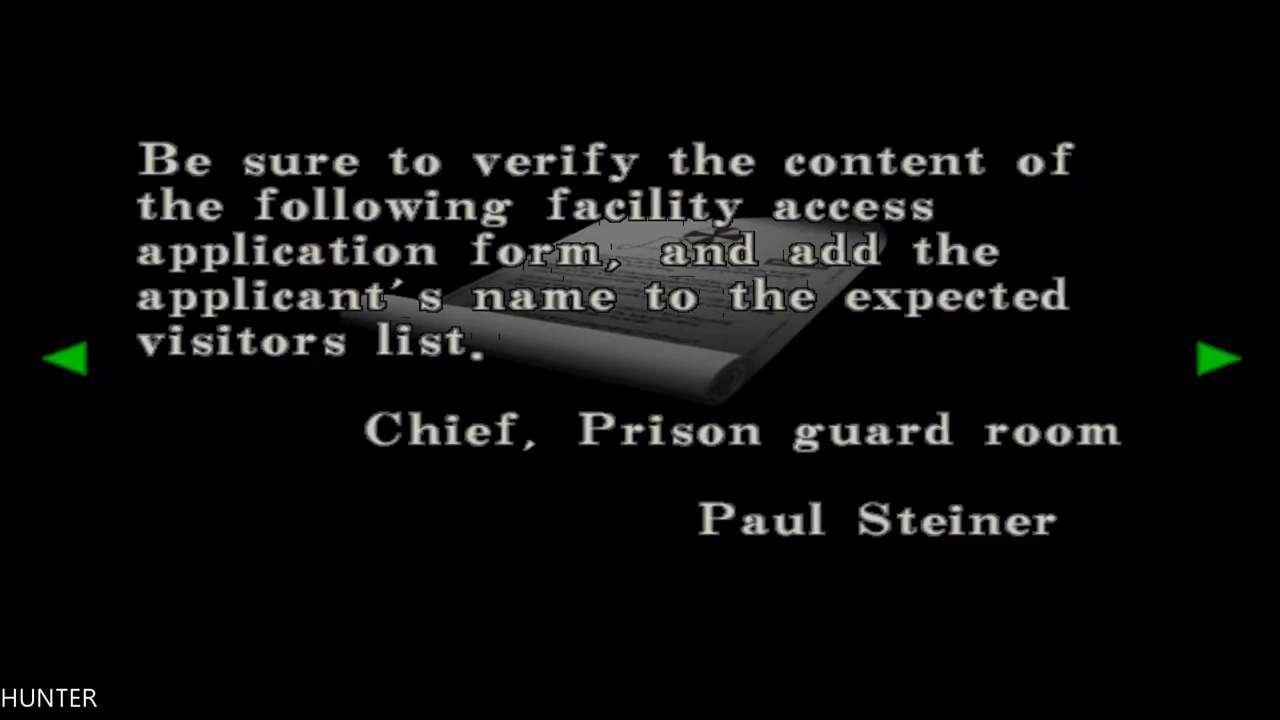 Be sure to verify the content of
the following facility access
application form, and add the
applicant's name to the expected
visitors list.
Chief, Prison guard room
Paul Steiner
HUNTER